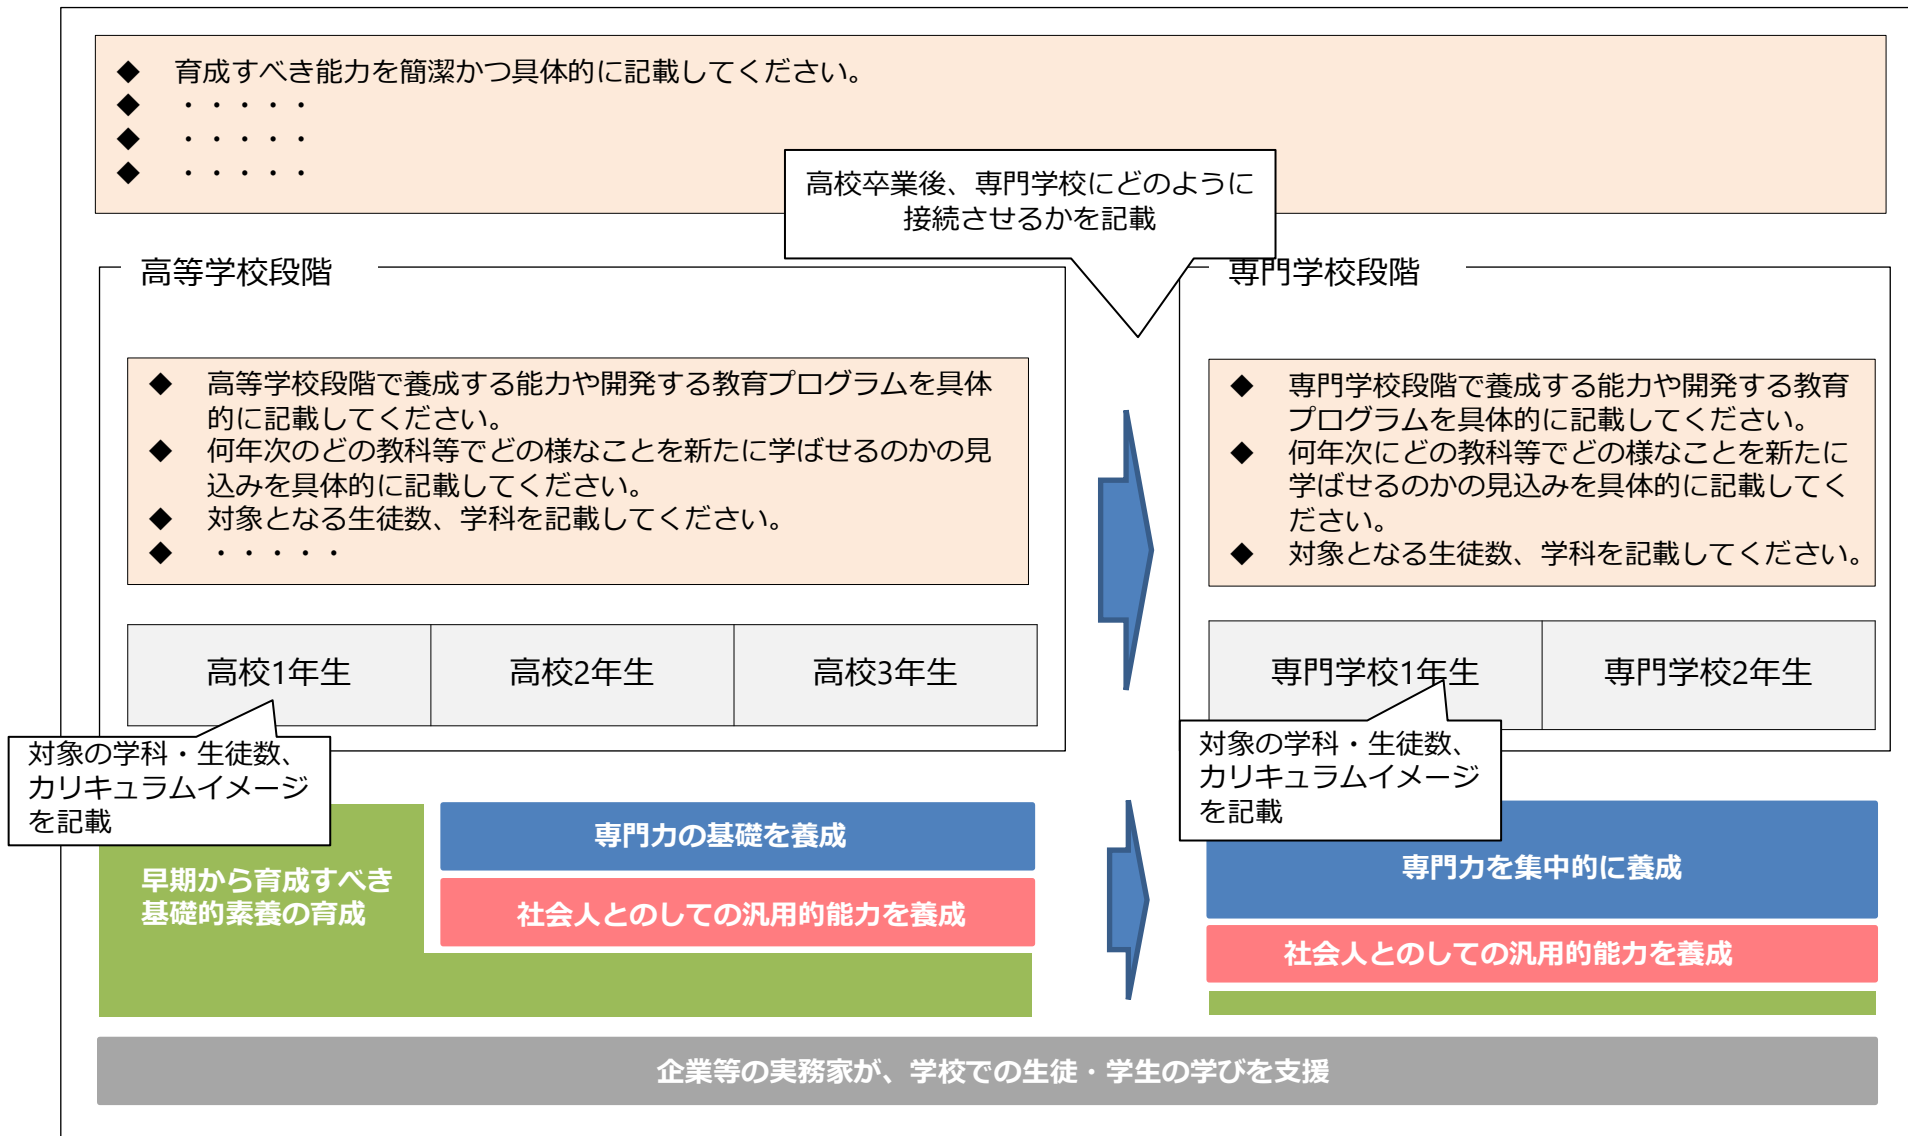 ◆ 育成すべき能力を簡潔かつ具体的に記載してください。
◆ ・・・・・
◆ ・・・・・
◆ ・・・・・
高校卒業後、専門学校にどのように
接続させるかを記載
高等学校段階
◆ 高等学校段階で養成する能力や開発する教育プログラムを具体
的に記載してください。
◆ 何年次のどの教科等でどの様なことを新たに学ばせるのかの見
込みを具体的に記載してください。
◆ 対象となる生徒数、学科を記載してください。
◆ ・・・・・
高校1年生
高校2年生
高校3年生
対象の学科・生徒数、
カリキュラムイメージ
を記載
専門学校段階
◆ 専門学校段階で養成する能力や開発する教育
プログラムを具体的に記載してください。
◆ 何年次にどの教科等でどの様なことを新たに
学ばせるのかの見込みを具体的に記載してく
ださい。
◆ 対象となる生徒数、学科を記載してください。
専門学校1年生
専門学校2年生
対象の学科・生徒数、
カリキュラムイメージ
を記載
早期から育成すべき
基礎的素養の育成
専門力の基礎を養成
社会人とのしての汎用的能力を養成
専門力を集中的に養成
社会人とのしての汎用的能力を養成
企業等の実務家が、学校での生徒・学生の学びを支援